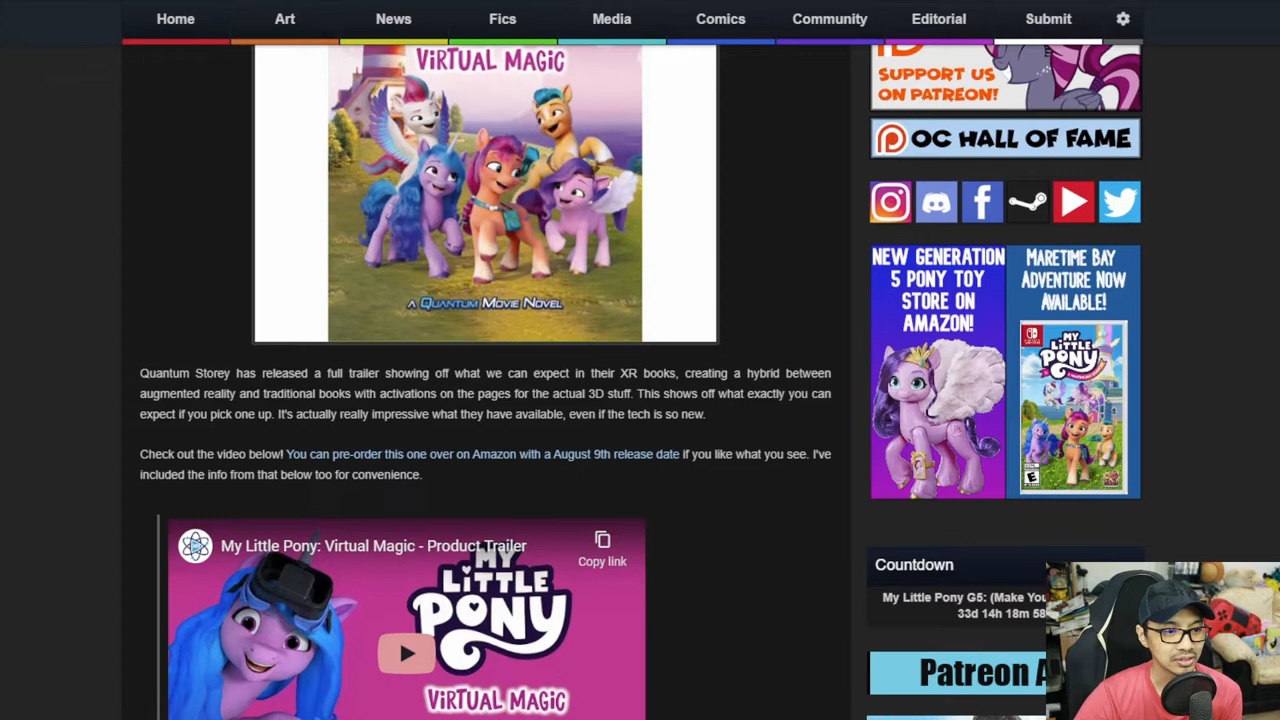 Home Art News Fics Media Comics Community Editorial Submit
VIRTUAL MAGIC
A QUANTUM MOVIE NOVEL
Quantum Storey has released a full trailer showing off what we can expect in their XR books, creating a hybrid between
augmented reality and traditional books with activations on the pages for the actual 3D stuff. This shows off what exactly you can
expect if you pick one up. It's actually really impressive what they have available, even if the tech is so new.
Check out the video below! You can pre-order this one over on Amazon with a August 9th release date if you like what you see. I've
included the info from that below too for convenience.
My Little Pony: Virtual Magic - Product Trailer
Copy link
MY
LITTLE
PONY
VIRTUAL MAGIC
SUPPORT US
ON PATREON!
OC HALL OF FAME
NEW GENERATION
5 PONY TOY
STORE ON
AMAZON!
MARETIME BAY
ADVENTURE NOW
AVAILABLE!
MY
LITTLE
PONY
E
Countdown
My Little Pony G5: (Make You
33d 14h 18m 58
Patreon A